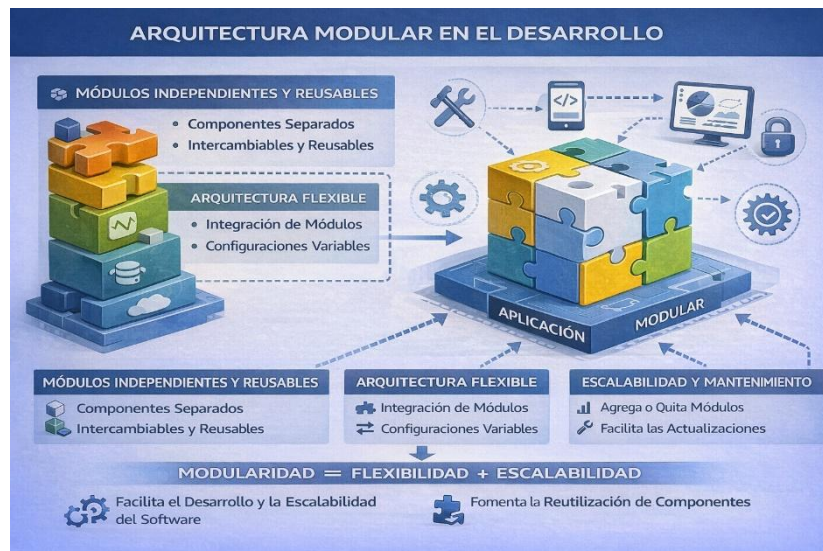 ARQUITECTURA MODULAR EN EL DESARROLLO
MÓDULOS INDEPENDIENTES Y REUSABLES
• Componentes Separados
• Intercambiables y Reusables
ARQUITECTURA FLEXIBLE
• Integración de Módulos
• Configuraciones Variables
</>
APLICACIÓN
MODULAR
MÓDULOS INDEPENDIENTES Y REUSABLES
Componentes Separados
Intercambiables y Reusables
ARQUITECTURA FLEXIBLE
Integración de Módulos
Configuraciones Variables
ESCALABILIDAD Y MANTENIMIENTO
Agrega o Quita Módulos
Facilita las Actualizaciones
MODULARIDAD = FLEXIBILIDAD + ESCALABILIDAD
Facilita el Desarrollo y la Escalabilidad
del Software
Fomenta la Reutilización de Componentes